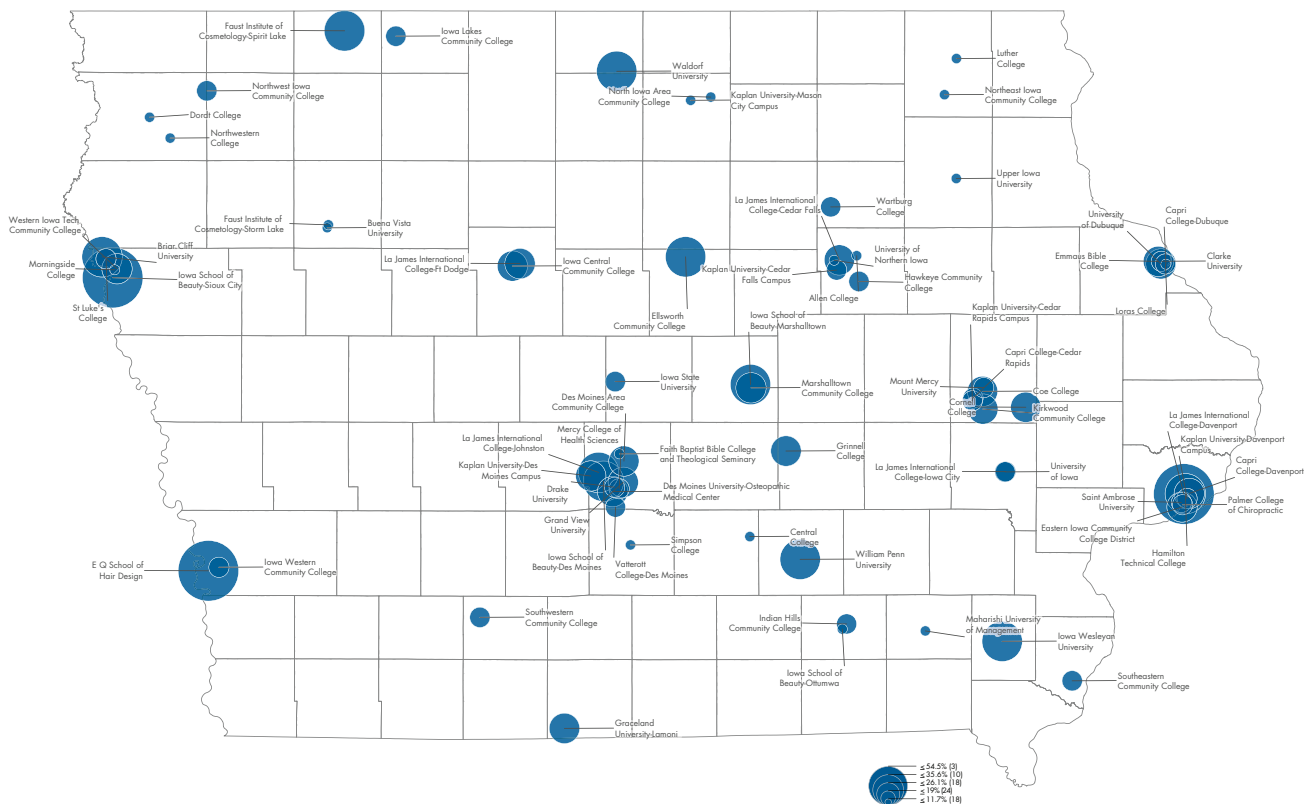 Faust Institute of
Cosmetology-Spirit Lake
Iowa Lakes
Community College
Waldorf
University
Luther
College
North Iowa Area
Community College
Kaplan University-Mason
City Campus
Northeast Iowa
Community College
Northwest Iowa
Community College
Dordt College
Northwestern
College
Upper Iowa
University
La James International
College-Cedar Falls
Wartburg
College
Western Iowa Tech
Community College
Briar Cliff
University
Morningside
College
Iowa School of
Beauty-Sioux City
St Luke's
College
Faust Institute of
Cosmetology-Storm Lake
Buena Vista
University
La James International
College-Ft Dodge
Iowa Central
Community College
Ellsworth
Community College
Kaplan University-Cedar
Falls Campus
University of
Northern Iowa
Allen College
Hawkeye Community
College
University
of Dubuque
Capri
College-Dubuque
Emmaus Bible
College
Clarke
University
Loras College
Iowa School of
Beauty-Marshalltown
Marshalltown
Community College
Kaplan University-Cedar
Rapids Campus
Capri College-Cedar
Rapids
Mount Mercy
University
Coe College
Cornell
College
Kirkwood
Community College
Iowa State
University
Des Moines Area
Community College
Mercy College of
Health Sciences
La James International
College-Johnston
Faith Baptist Bible College
and Theological Seminary
Kaplan University-Des
Moines Campus
Drake
University
Des Moines University-Osteopathic
Medical Center
Grand View
University
Iowa School of
Beauty-Des Moines
Vatterott
College-Des Moines
Simpson
College
Grinnell
College
La James International
College-Iowa City
University
of Iowa
La James International
College-Davenport
Kaplan University-Davenport
Campus
Capri
College-Davenport
Saint Ambrose
University
Palmer College
of Chiropractic
Eastern Iowa Community
College District
Hamilton
Technical College
Central
College
William Penn
University
E Q School of
Hair Design
Iowa Western
Community College
Southwestern
Community College
Indian Hills
Community College
Iowa School of
Beauty-Ottumwa
Maharishi University
of Management
Iowa Wesleyan
University
Southeastern
Community College
Graceland
University-Lamoni
≤ 54.5% (3)
≤ 35.6% (10)
≤ 26.1% (18)
≤ 19% (24)
≤ 11.7% (18)